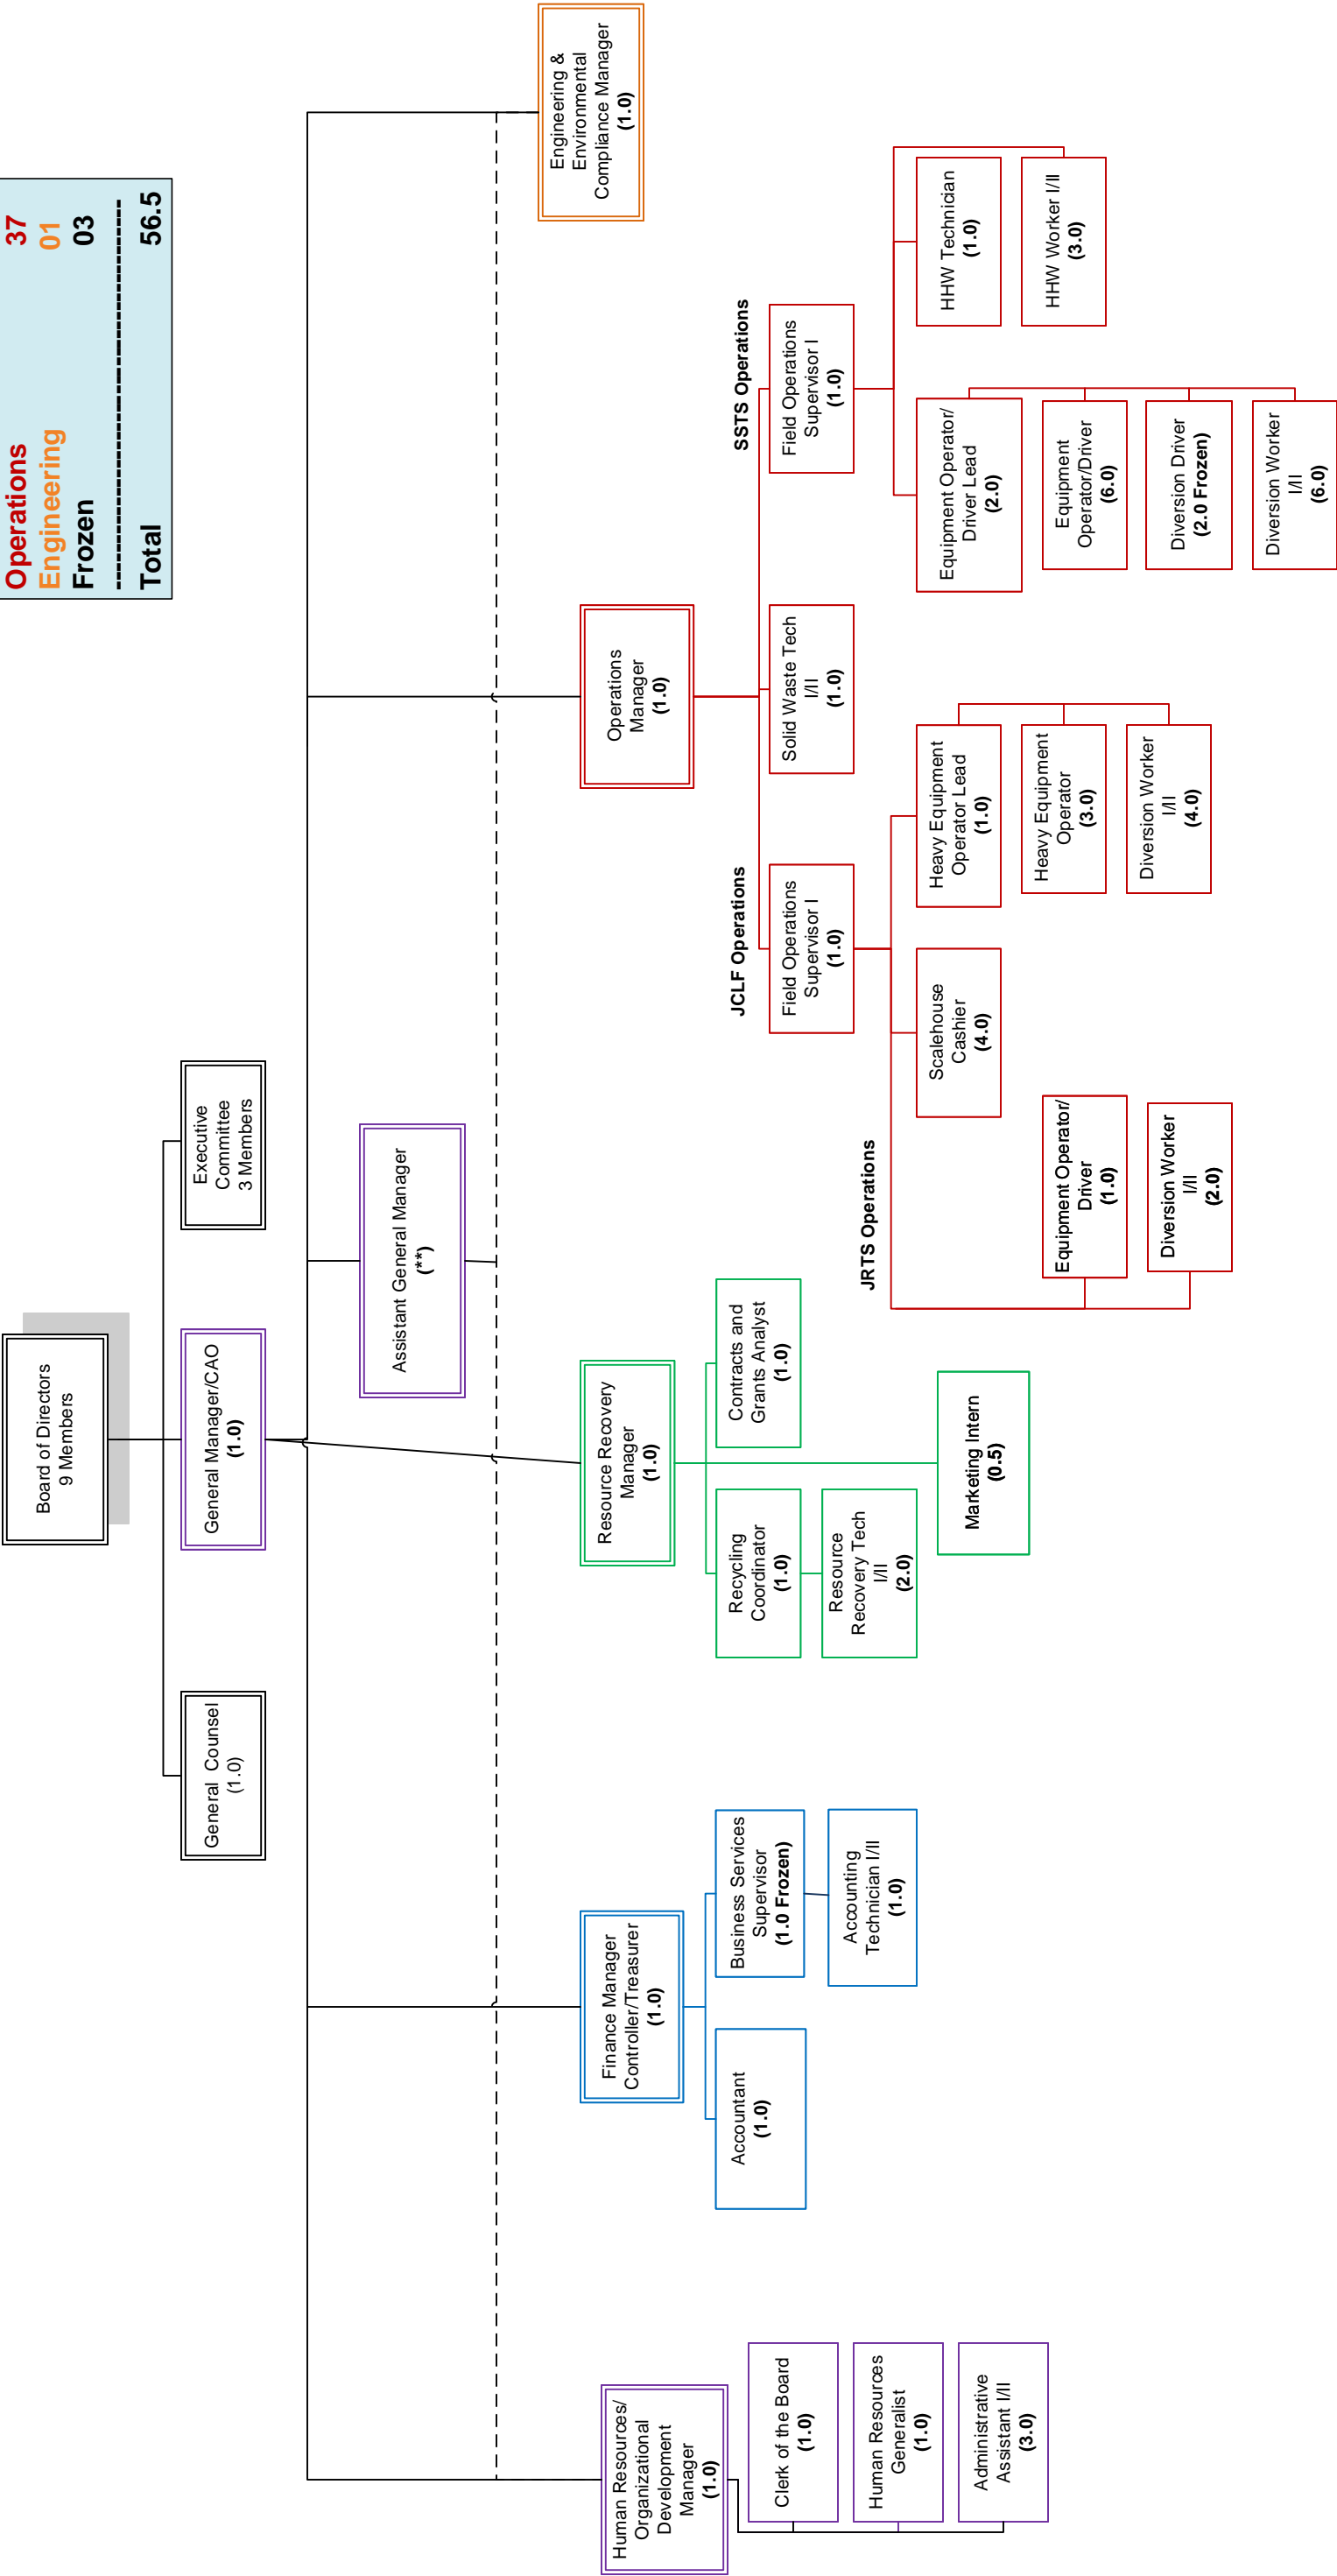 Operations 37
Engineering 01
Frozen 03
--------------------------------------------
Total 56.5
Board of Directors
9 Members
General Counsel
(1.0)
General Manager/CAO
(1.0)
Executive
Committee
3 Members
Assistant General Manager
(**)
Human Resources/
Organizational
Development
Manager
(1.0)
Clerk of the Board
(1.0)
Human Resources
Generalist
(1.0)
Administrative
Assistant I/II
(3.0)
Finance Manager
Controller/Treasurer
(1.0)
Accountant
(1.0)
Business Services
Supervisor
(1.0 Frozen)
Accounting
Technician I/II
(1.0)
Resource Recovery
Manager
(1.0)
Recycling
Coordinator
(1.0)
Resource
Recovery Tech
I/II
(2.0)
Contracts and
Grants Analyst
(1.0)
Marketing Intern
(0.5)
Operations
Manager
(1.0)
JCLF Operations
Field Operations
Supervisor I
(1.0)
JRTS Operations
Equipment Operator/
Driver
(1.0)
Diversion Worker
I/II
(2.0)
Scalehouse
Cashier
(4.0)
Heavy Equipment
Operator Lead
(1.0)
Heavy Equipment
Operator
(3.0)
Diversion Worker
I/II
(4.0)
Solid Waste Tech
I/II
(1.0)
SSTS Operations
Field Operations
Supervisor I
(1.0)
Equipment Operator/
Driver Lead
(2.0)
Equipment
Operator/Driver
(6.0)
Diversion Driver
(2.0 Frozen)
Diversion Worker
I/II
(6.0)
HHW Technician
(1.0)
HHW Worker I/II
(3.0)
Engineering &
Environmental
Compliance Manager
(1.0)